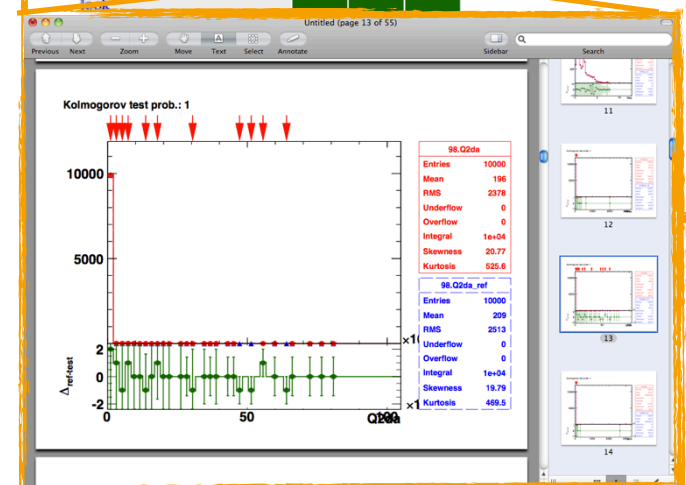 Untitled (page 13 of 55)
Previous Next Zoom Move Text Select Annotate Sidebar Search
Kolmogorov test prob.: 1
10000
5000
2
0
-2
Δref-test
0 50
98.Q2da
Entries 10000
Mean 196
RMS 2378
Underflow 0
Overflow 0
Integral 1e+04
Skewness 20.77
Kurtosis 525.6
98.Q2da_ref
Entries 10000
Mean 209
RMS 2513
Underflow 0
Overflow 0
Integral 1e+04
Skewness 19.79
Kurtosis 469.5
11
12
13
14